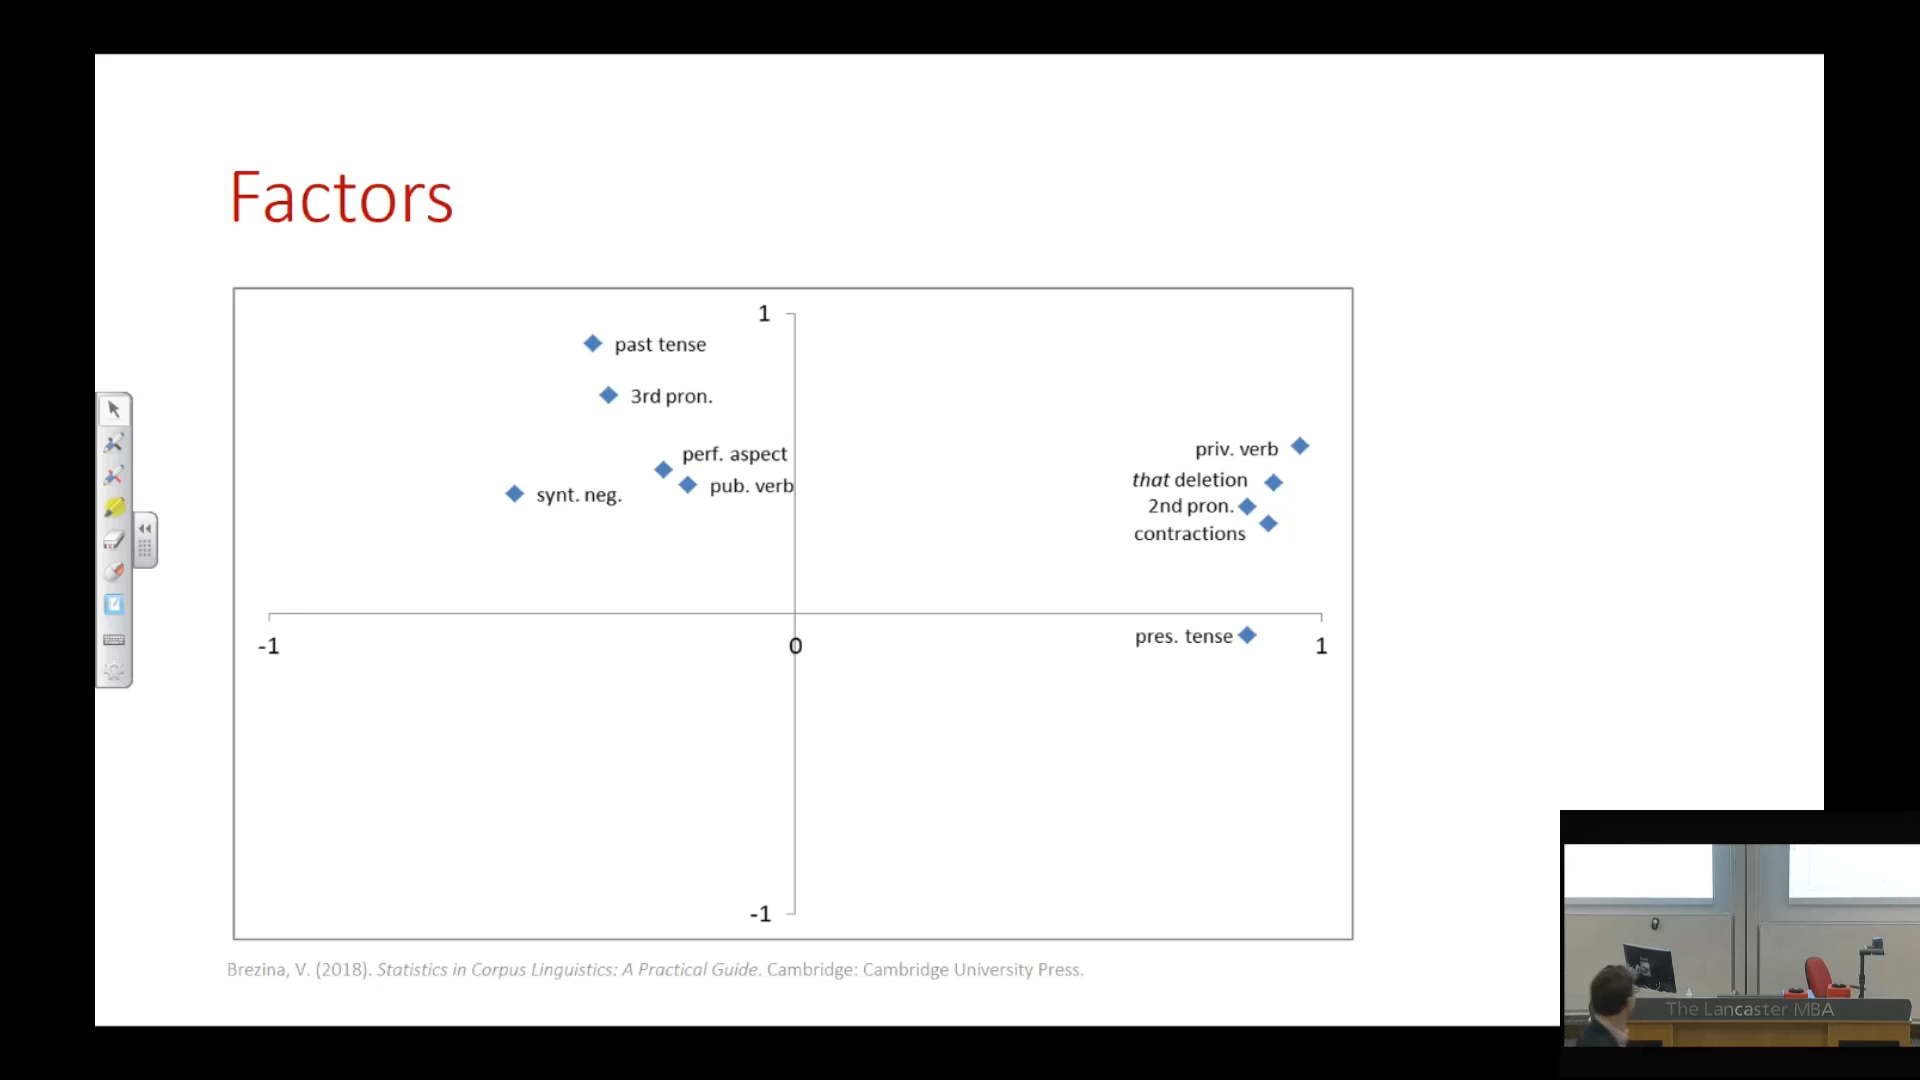 Factors
1
past tense
3rd pron.
perf. aspect
priv. verb
that deletion
pub. verb
synt. neg.
2nd pron.
contractions
pres. tense
-1
0
1
-1
Brezina, V. (2018). Statistics in Corpus Linguistics: A Practical Guide. Cambridge: Cambridge University Press.
The Lancaster MBA